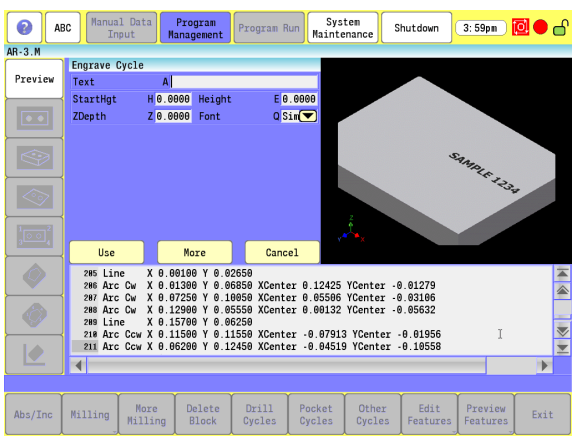 ? ABC Manual Data Input Program Management Program Run System Maintenance Shutdown 3:59pm
AR-3.M
Preview
Engrave Cycle
Text A
StartHgt H 0.0000 Height E 0.0000
ZDepth Z 0.0000 Font Q Sim
SAMPLE 1234
Z
Y X
Use More Cancel
205 Line X 0.00100 Y 0.02650
206 Arc Cw X 0.01300 Y 0.06850 XCenter 0.12425 YCenter -0.01279
207 Arc Cw X 0.07250 Y 0.10050 XCenter 0.05506 YCenter -0.03106
208 Arc Cw X 0.12900 Y 0.05550 XCenter 0.00132 YCenter -0.05632
209 Line X 0.15700 Y 0.06250
210 Arc Ccw X 0.11500 Y 0.11550 XCenter -0.07913 YCenter -0.01956
211 Arc Ccw X 0.06200 Y 0.12450 XCenter -0.04519 YCenter -0.10558
Abs/Inc Milling More Milling Delete Block Drill Cycles Pocket Cycles Other Cycles Edit Features Preview Features Exit